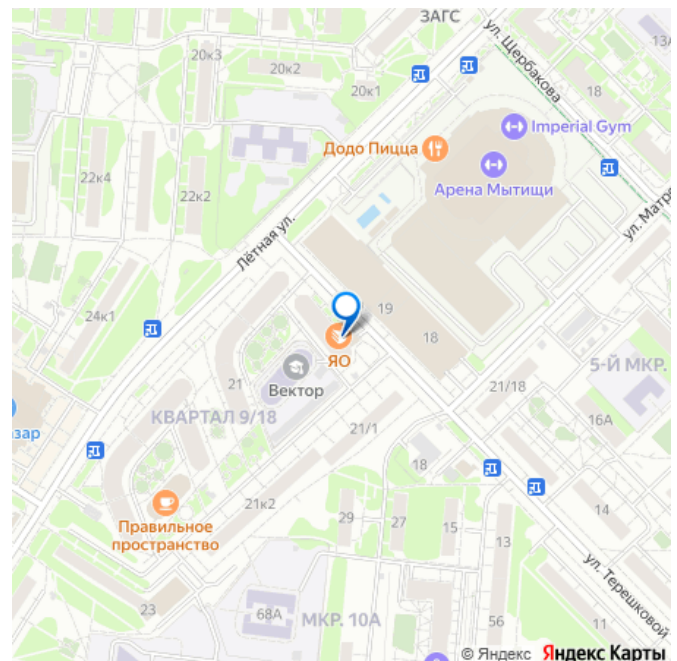 ЗАГС
ул. Щербакова
13А
20к3
20к2
20к1
18
Imperial Gym
Додо Пицца
Арена Мытищи
22к4
22к2
ул. Матро
Лётная ул.
24к1
19
18
ЯО
5-Й МКР.
21
Вектор
21/18
КВАРТАЛ 9/18
16А
зар
21/1
18
21к2
14
Правильное
пространство
29
27
15
13
ул. Терешковой
23
68А
МКР. 10А
56
11
© Яндекс Яндекс Карты